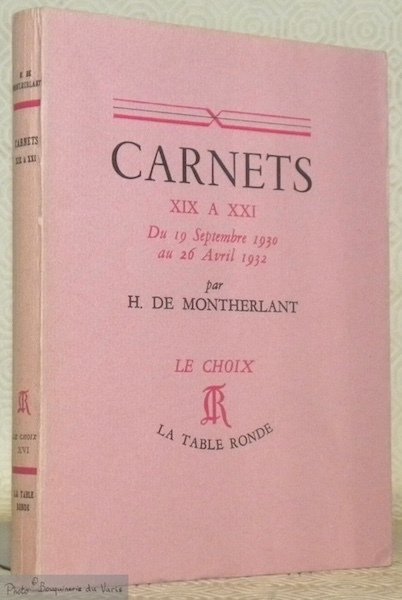 H. DE
MONTHERLANT
CARNETS
XIX A XXI
LE CHOIX
XVI
LA TABLE
RONDE
CARNETS
XIX A XXI
Du 19 Septembre 1930
au 26 Avril 1932
par
H. DE MONTHERLANT
LE CHOIX
TR
LA TABLE RONDE
Photo © Bouquinerie du Varis